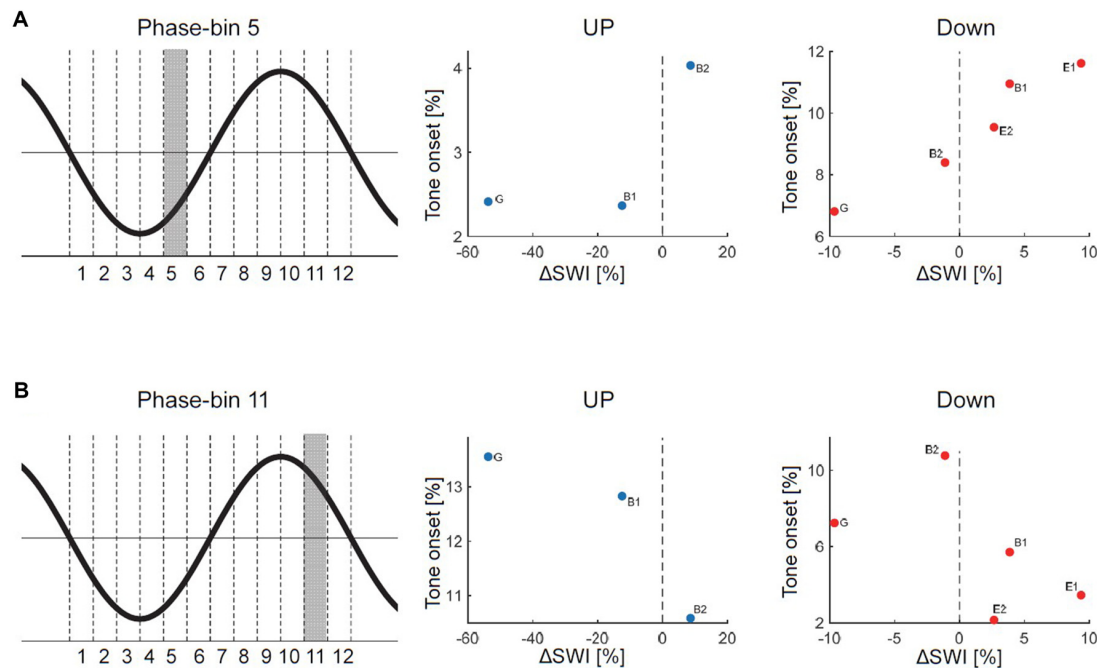 A
Phase-bin 5
UP
Down
Tone onset [%]
4
3
2
B2
G
B1
-60 -40 -20 0 20
ΔSWI [%]
Tone onset [%]
12
10
8
6
E1
B1
E2
B2
G
-10 -5 0 5 10
ΔSWI [%]
1 2 3 4 5 6 7 8 9 10 11 12
B
Phase-bin 11
UP
Down
Tone onset [%]
13
12
11
G
B1
B2
-60 -40 -20 0 20
ΔSWI [%]
Tone onset [%]
10
6
2
B2
G
B1
E1
E2
-10 -5 0 5 10
ΔSWI [%]
1 2 3 4 5 6 7 8 9 10 11 12